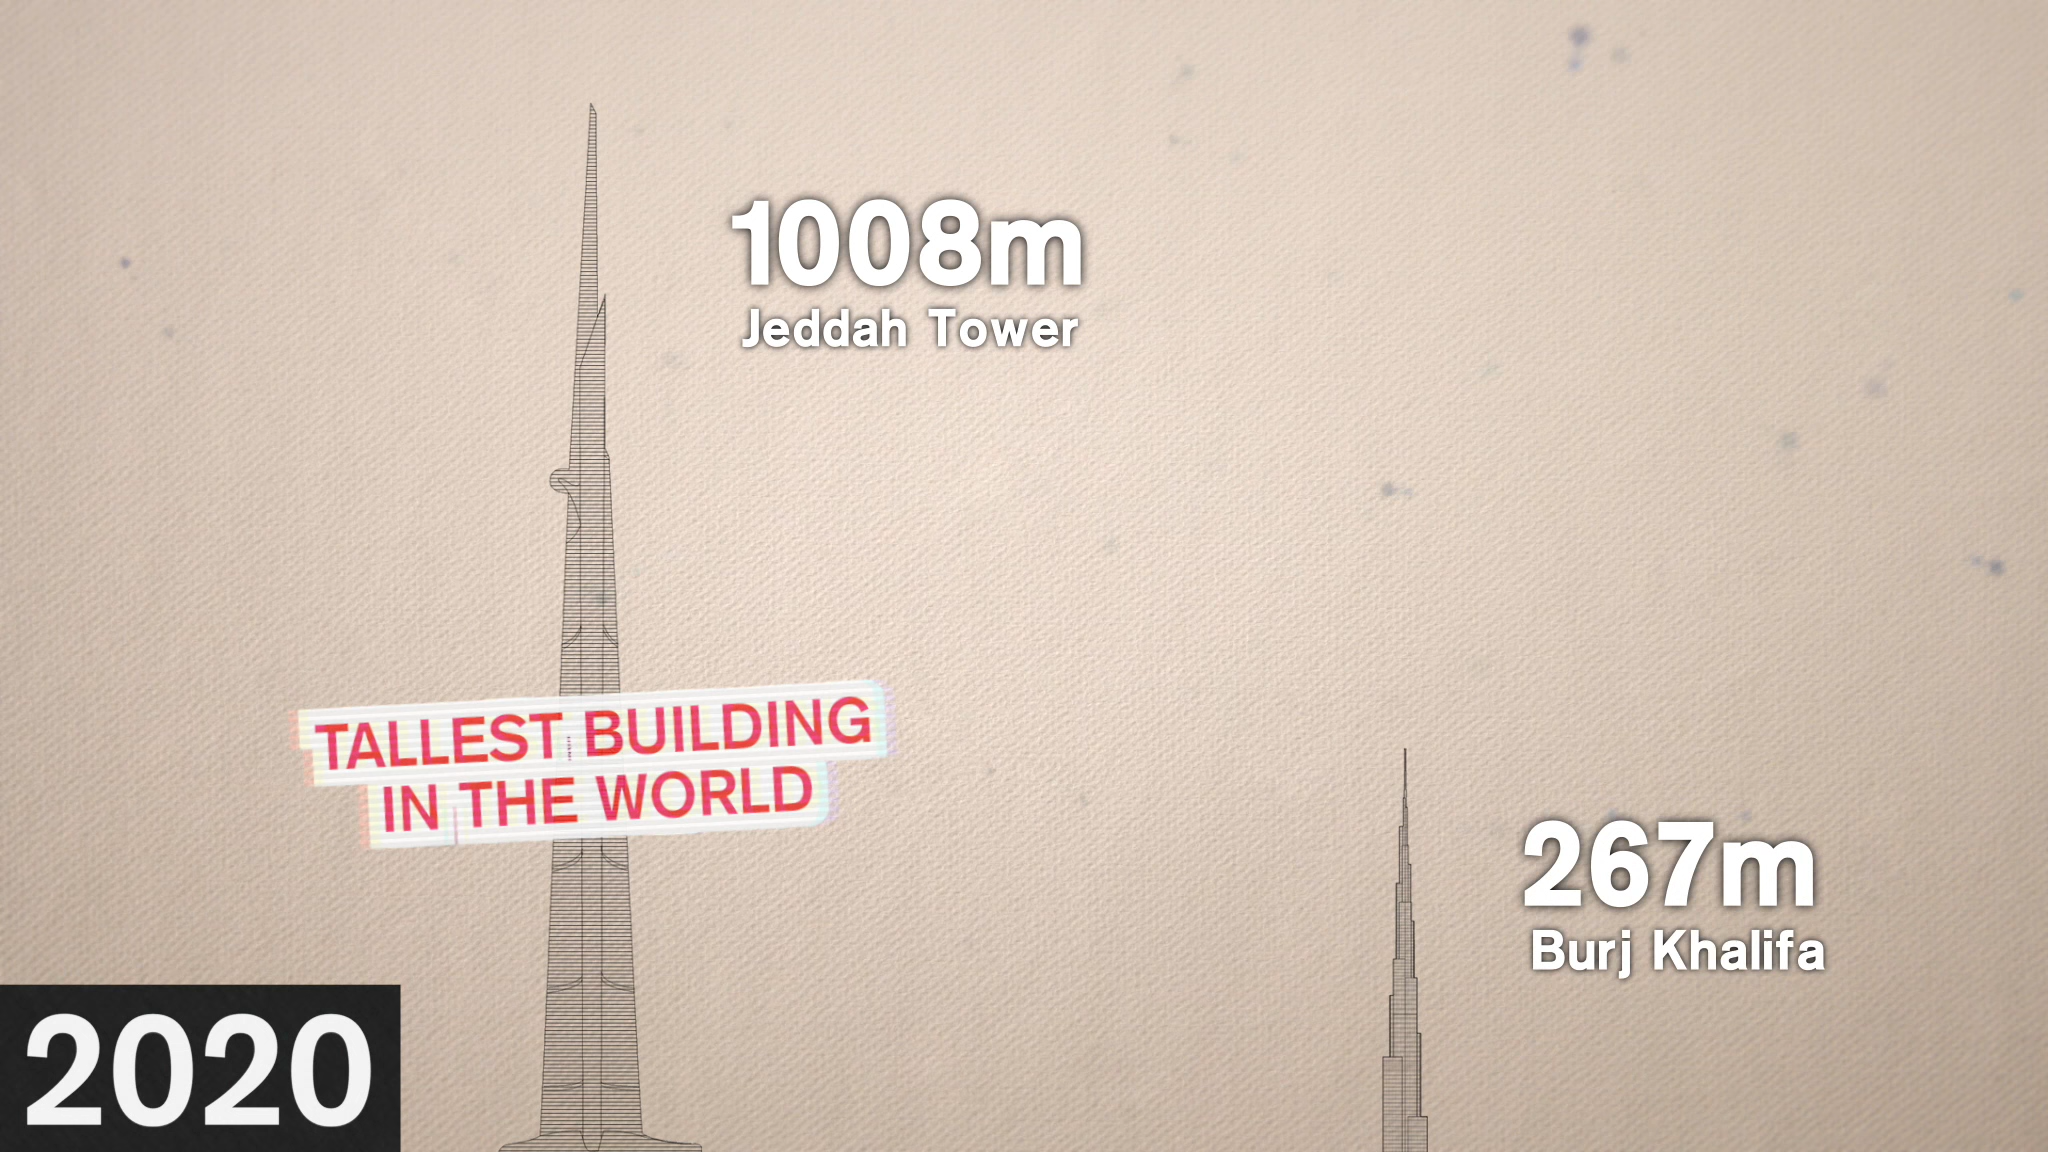 1008m
Jeddah Tower
TALLEST BUILDING
IN THE WORLD
267m
Burj Khalifa
2020